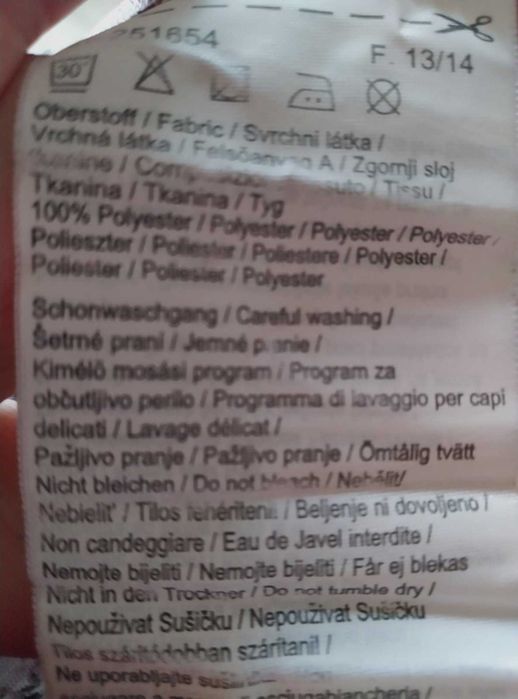 251654
F. 13/14
30
Oberstoff / Fabric / Svrchní látka /
Vrchná látka / Felsőanyag A / Zgornji sloj
Tissu /
Tkanina / Tkanina / Tyg
100% Polyester / Polyester / Polyester / Polyester /
Poliészter / Poliester / Poliestere / Polyester /
Poliester / Poliester / Polyester
Schonwaschgang / Careful washing /
Šetrné praní / Jemné pranie /
Kímélő mosási program / Program za
občutljivo perilo / Programma di lavaggio per capi
delicati / Lavage délicat /
Pažljivo pranje / Pažljivo pranje / Ömtålig tvätt
Nicht bleichen / Do not bleach / Nebělit/
Nebieliť / Tilos fehéríteni! / Beljenje ni dovoljeno /
Non candeggiare / Eau de Javel interdite /
Nemojte bijeliti / Nemojte bijeliti / Får ej blekas
Nicht in den Trockner / Do not tumble dry /
Nepoužívat Sušičku / Nepoužívat Sušičku
Tilos szárítódobban szárítani! /
Ne uporabljajte